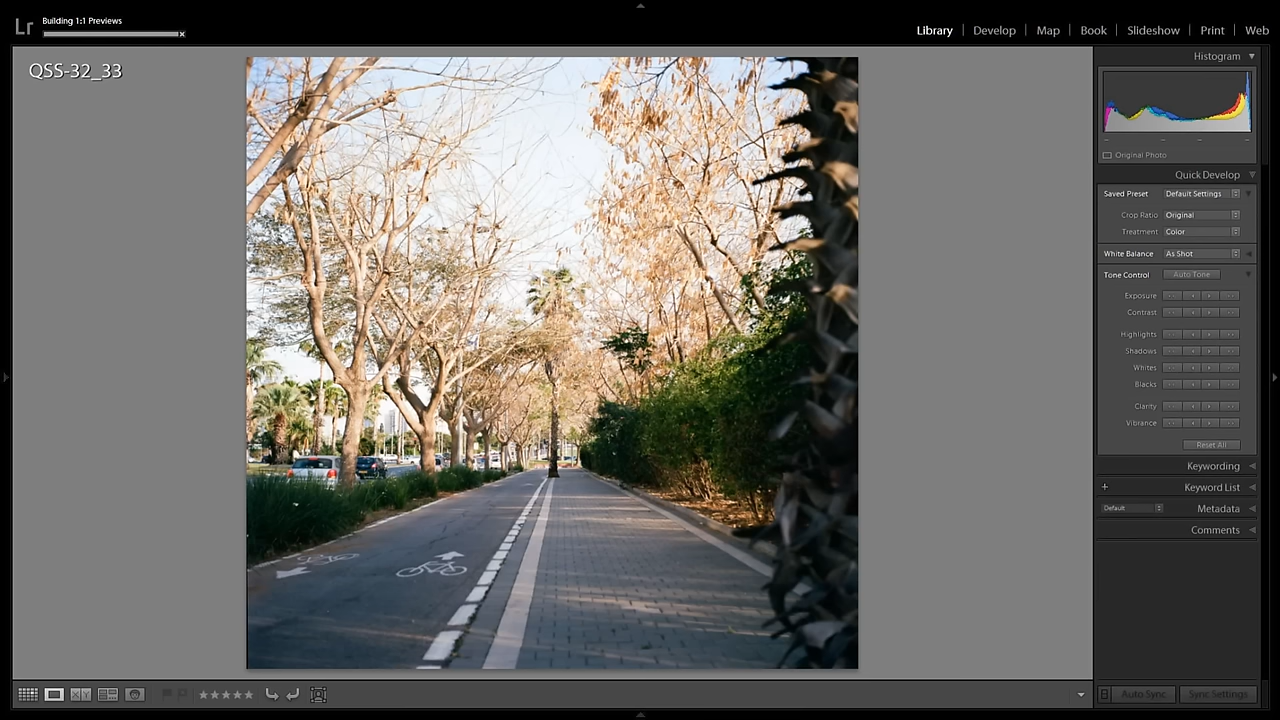 Lr
Building 1:1 Previews
Library | Develop | Map | Book | Slideshow | Print | Web
QSS-32_33
Histogram
Original Photo
Quick Develop
Saved Preset Default Settings
Crop Ratio Original
Treatment Color
White Balance As Shot
Tone Control Auto Tone
Exposure
Contrast
Highlights
Shadows
Whites
Blacks
Clarity
Vibrance
Reset All
Keywording
+ Keyword List
Default Metadata
Comments
XY
Auto Sync Sync Settings